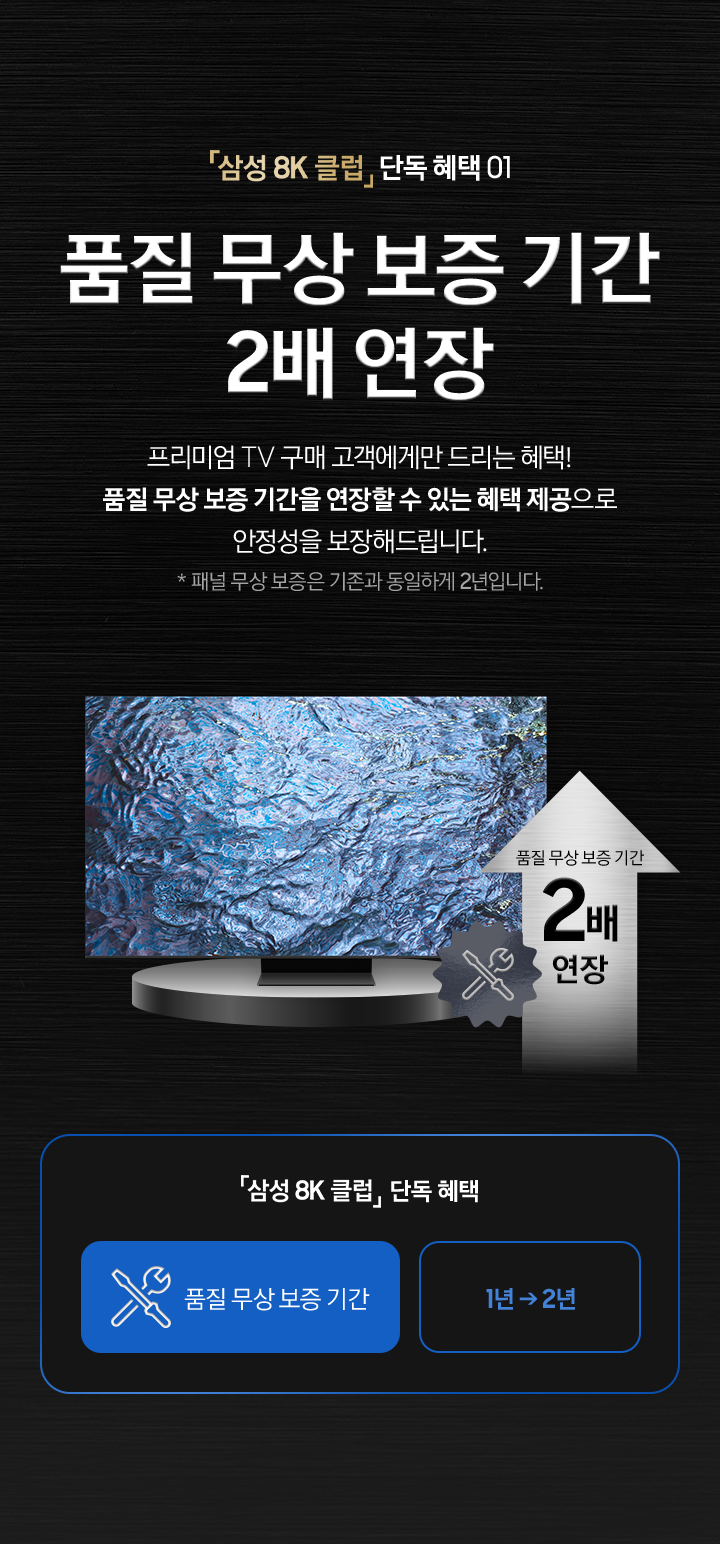 「삼성 8K 클럽」 단독 혜택 01
품질 무상 보증 기간
2배 연장
프리미엄 TV 구매 고객에게만 드리는 혜택!
품질 무상 보증 기간을 연장할 수 있는 혜택 제공으로
안정성을 보장해드립니다.
* 패널 무상 보증은 기존과 동일하게 2년입니다.
품질 무상 보증 기간
2배
연장
「삼성 8K 클럽」 단독 혜택
품질 무상 보증 기간
1년 → 2년